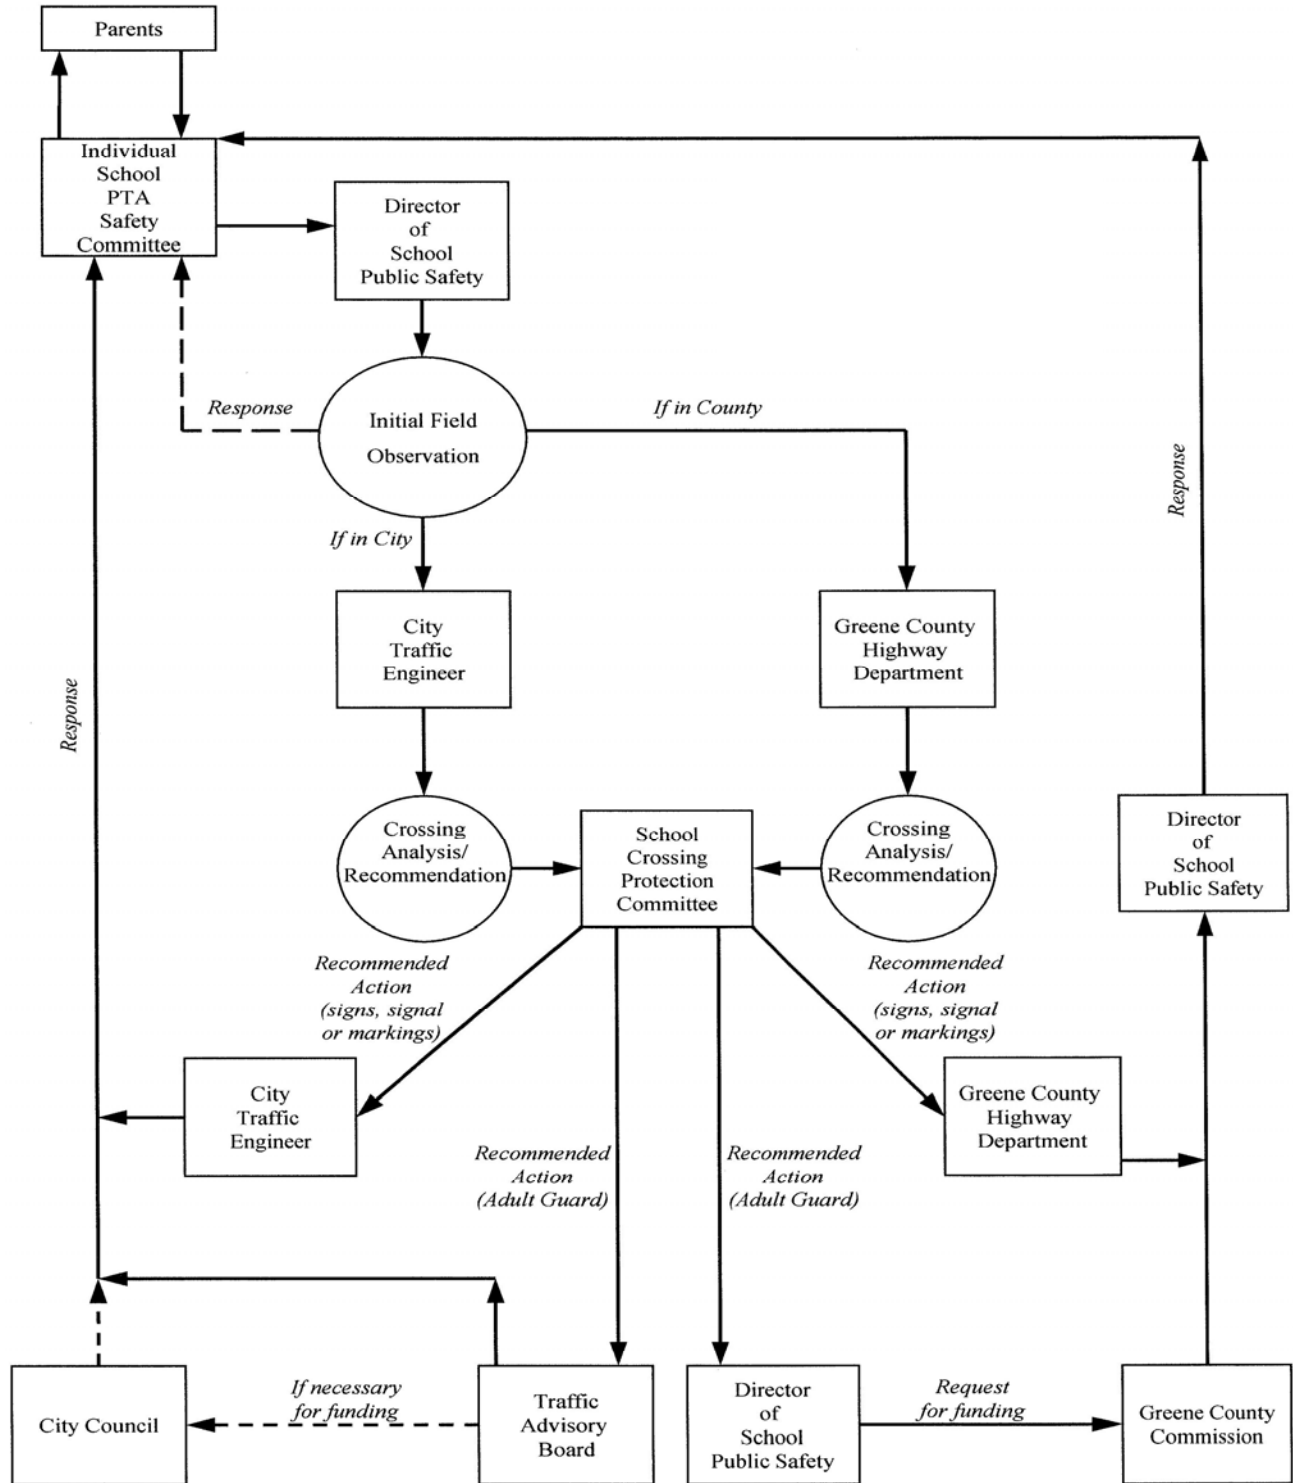 Parents
Individual
School
PTA
Safety
Committee
Director
of
School
Public Safety
Response
Initial Field
Observation
If in County
If in City
Response
City
Traffic
Engineer
Greene County
Highway
Department
Response
Crossing
Analysis/
Recommendation
School
Crossing
Protection
Committee
Crossing
Analysis/
Recommendation
Director
of
School
Public Safety
Recommended
Action
(signs, signal
or markings)
Recommended
Action
(signs, signal
or markings)
City
Traffic
Engineer
Greene County
Highway
Department
Recommended
Action
(Adult Guard)
Recommended
Action
(Adult Guard)
City Council
If necessary
for funding
Traffic
Advisory
Board
Director
of
School
Public Safety
Request
for funding
Greene County
Commission